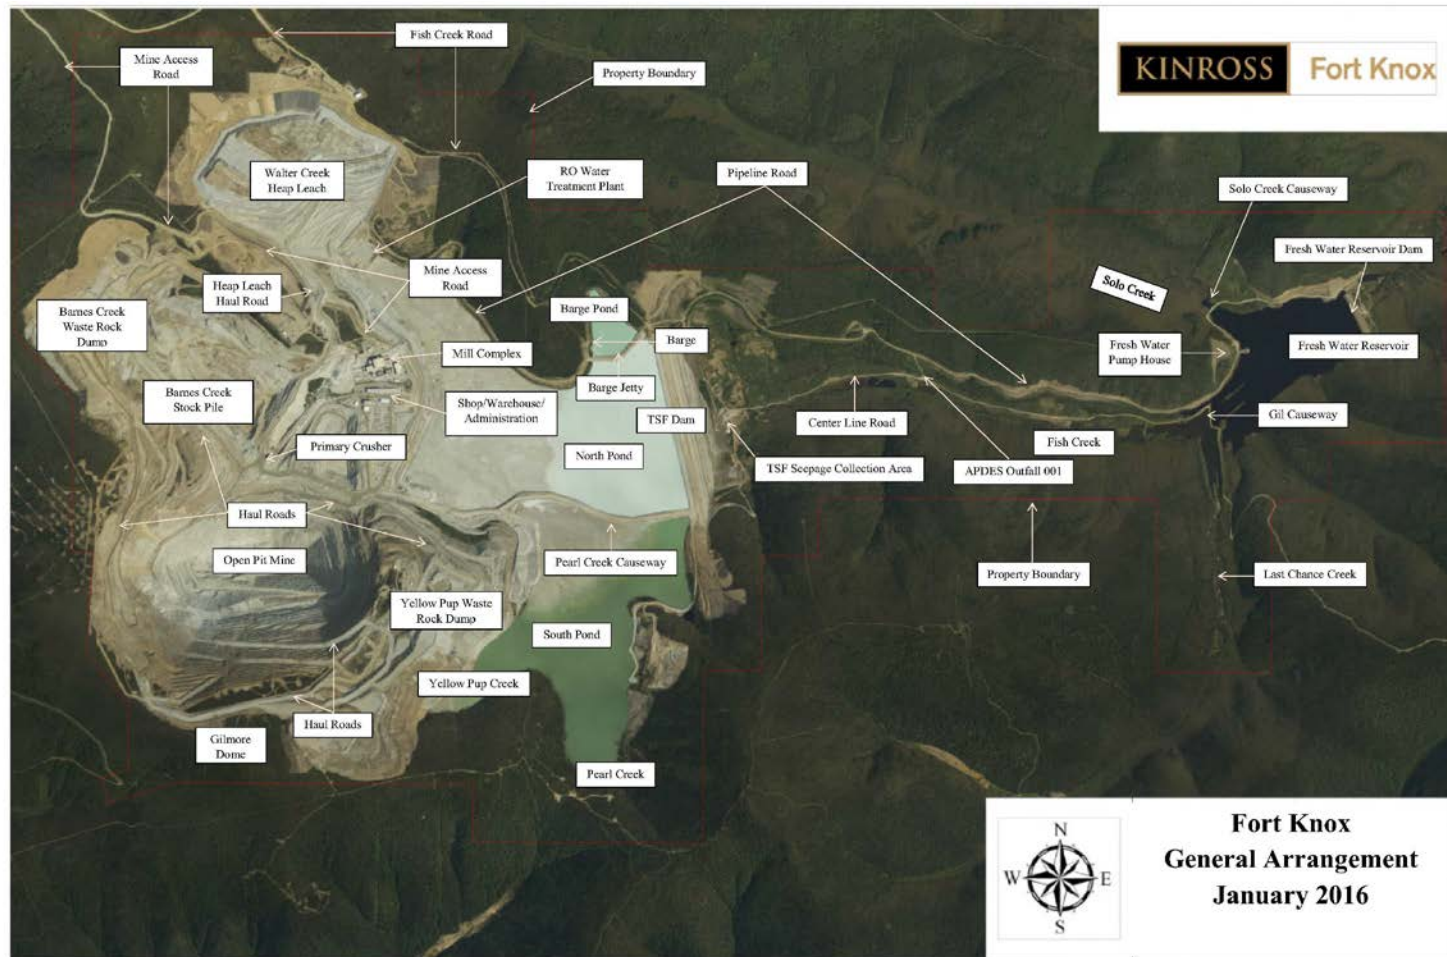 Fish Creek Road
Mine Access
Road
Property Boundary
KINROSS
Fort Knox
Walter Creek
Heap Leach
RO Water
Treatment Plant
Pipeline Road
Solo Creek Causeway
Fresh Water Reservoir Dam
Mine Access
Road
Heap Leach
Haul Road
Solo Creek
Barnes Creek
Waste Rock
Dump
Barge Pond
Barge
Fresh Water
Pump House
Fresh Water Reservoir
Mill Complex
Barge Jetty
Barnes Creek
Stock Pile
Shop/Warehouse/
Administration
TSF Dam
Center Line Road
Gil Causeway
Primary Crusher
North Pond
Fish Creek
TSF Seepage Collection Area
APDES Outfall 001
Haul Roads
Open Pit Mine
Pearl Creek Causeway
Property Boundary
Last Chance Creek
Yellow Pup Waste
Rock Dump
South Pond
Yellow Pup Creek
Haul Roads
Gilmore
Dome
Pearl Creek
N
W
E
S
Fort Knox
General Arrangement
January 2016